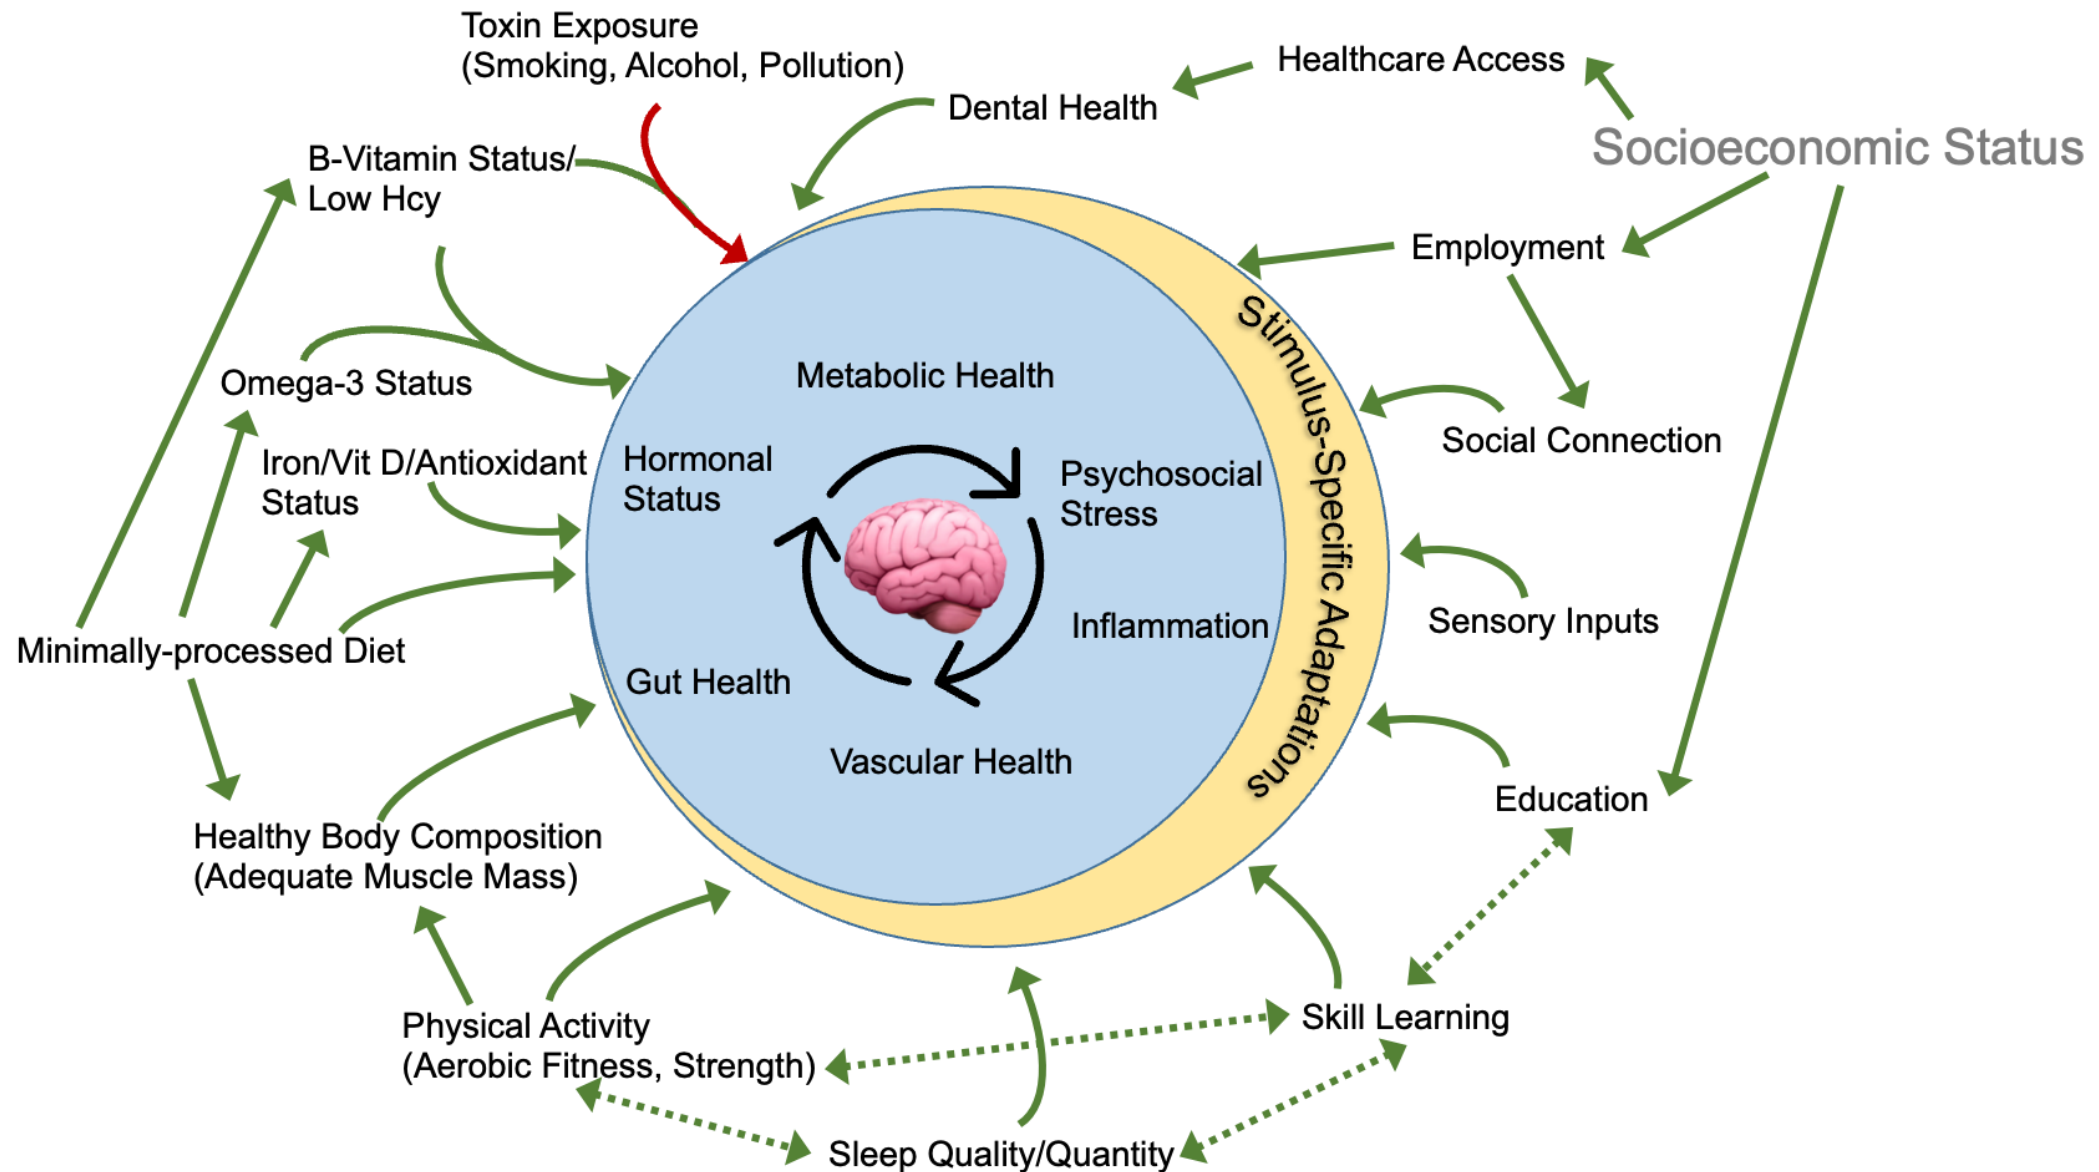 Toxin Exposure
(Smoking, Alcohol, Pollution)
Healthcare Access
Dental Health
Socioeconomic Status
B-Vitamin Status/
Low Hcy
Employment
Omega-3 Status
Metabolic Health
Stimulus-Specific Adaptations
Social Connection
Iron/Vit D/Antioxidant
Status
Hormonal
Status
Psychosocial
Stress
Inflammation
Sensory Inputs
Minimally-processed Diet
Gut Health
Vascular Health
Education
Healthy Body Composition
(Adequate Muscle Mass)
Physical Activity
(Aerobic Fitness, Strength)
Skill Learning
Sleep Quality/Quantity